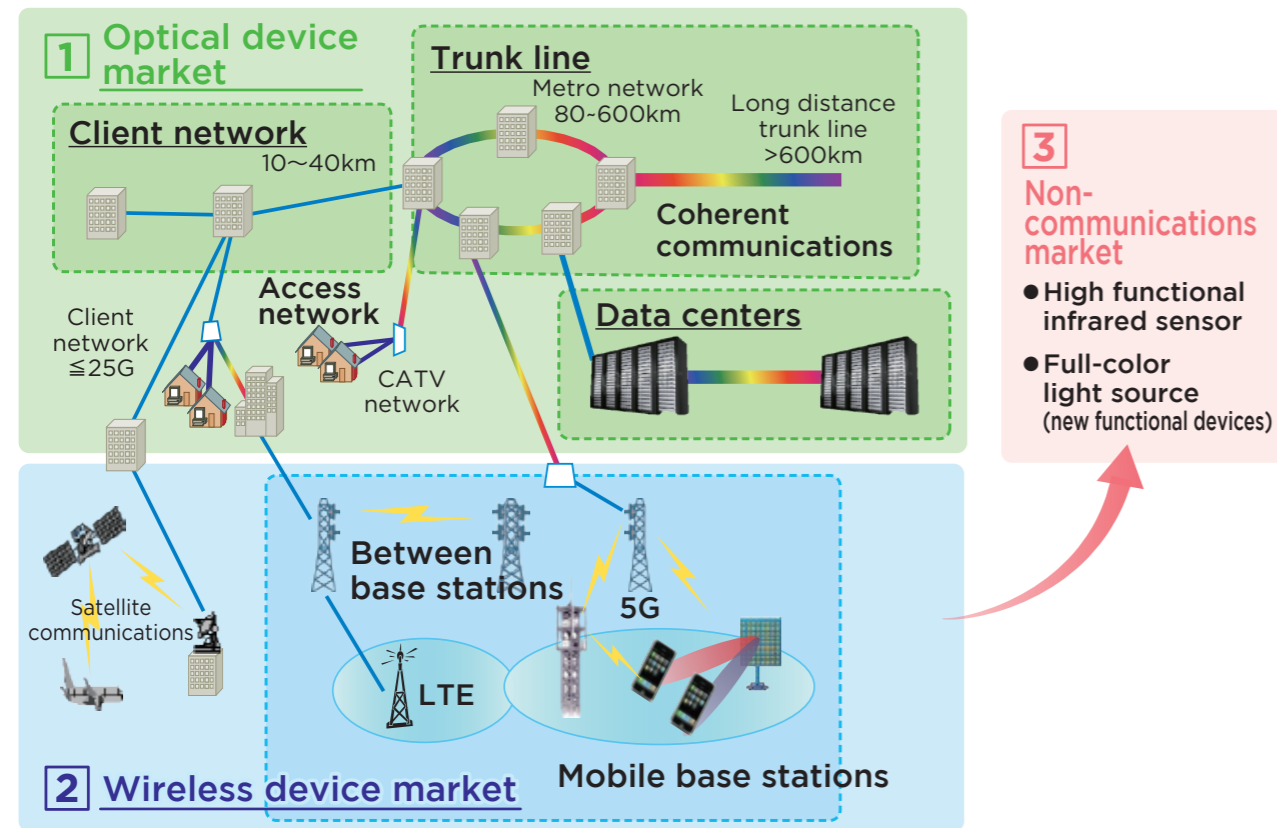 1
Optical device
market
Trunk line
Metro network
80~600km
Long distance
trunk line
>600km
Client network
10～40km
Coherent
communications
Access
network
Client
network
≦25G
CATV
network
Data centers
Between
base stations
5G
Satellite
communications
LTE
Mobile base stations
2
Wireless device market
3
Non-
communications
market
●High functional
infrared sensor
●Full-color
light source
(new functional devices)